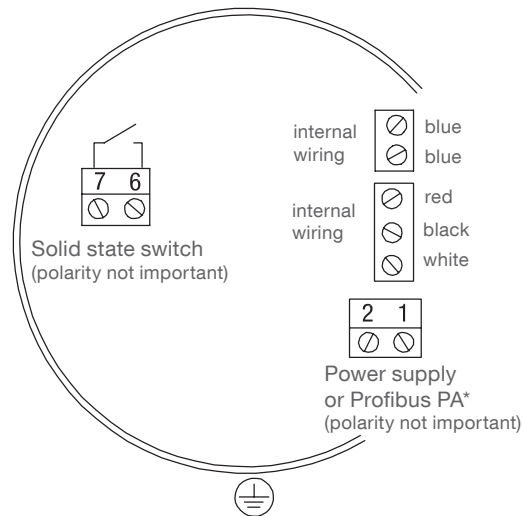 internal
wiring
blue
blue
7 6
Solid state switch
(polarity not important)
internal
wiring
red
black
white
2 1
Power supply
or Profibus PA*
(polarity not important)